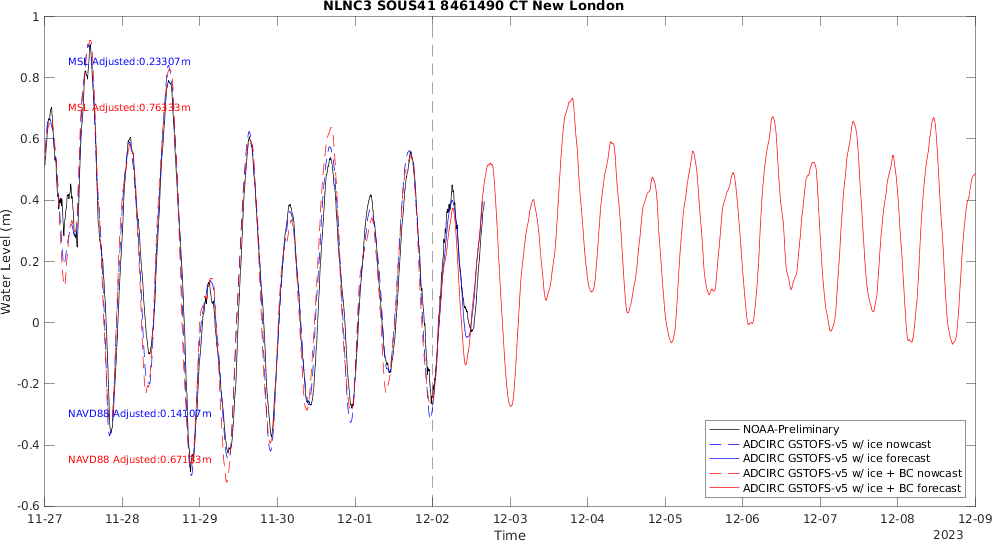 NLNC3 SOUS41 8461490 CT New London
1
0.8
0.6
0.4
0.2
0
-0.2
-0.4
-0.6
Water Level (m)
MSL Adjusted:0.23307m
MSL Adjusted:0.76333m
NAVD88 Adjusted:0.14107m
NAVD88 Adjusted:
NOAA-Preliminary
ADCIRC GSTOFS-v5 w/ ice nowcast
ADCIRC GSTOFS-v5 w/ ice forecast
ADCIRC GSTOFS-v5 w/ ice + BC nowcast
ADCIRC GSTOFS-v5 w/ ice + BC forecast
11-27 11-28 11-29 11-30 12-01 12-02 12-03 12-04 12-05 12-06 12-07 12-08 12-09
Time
2023